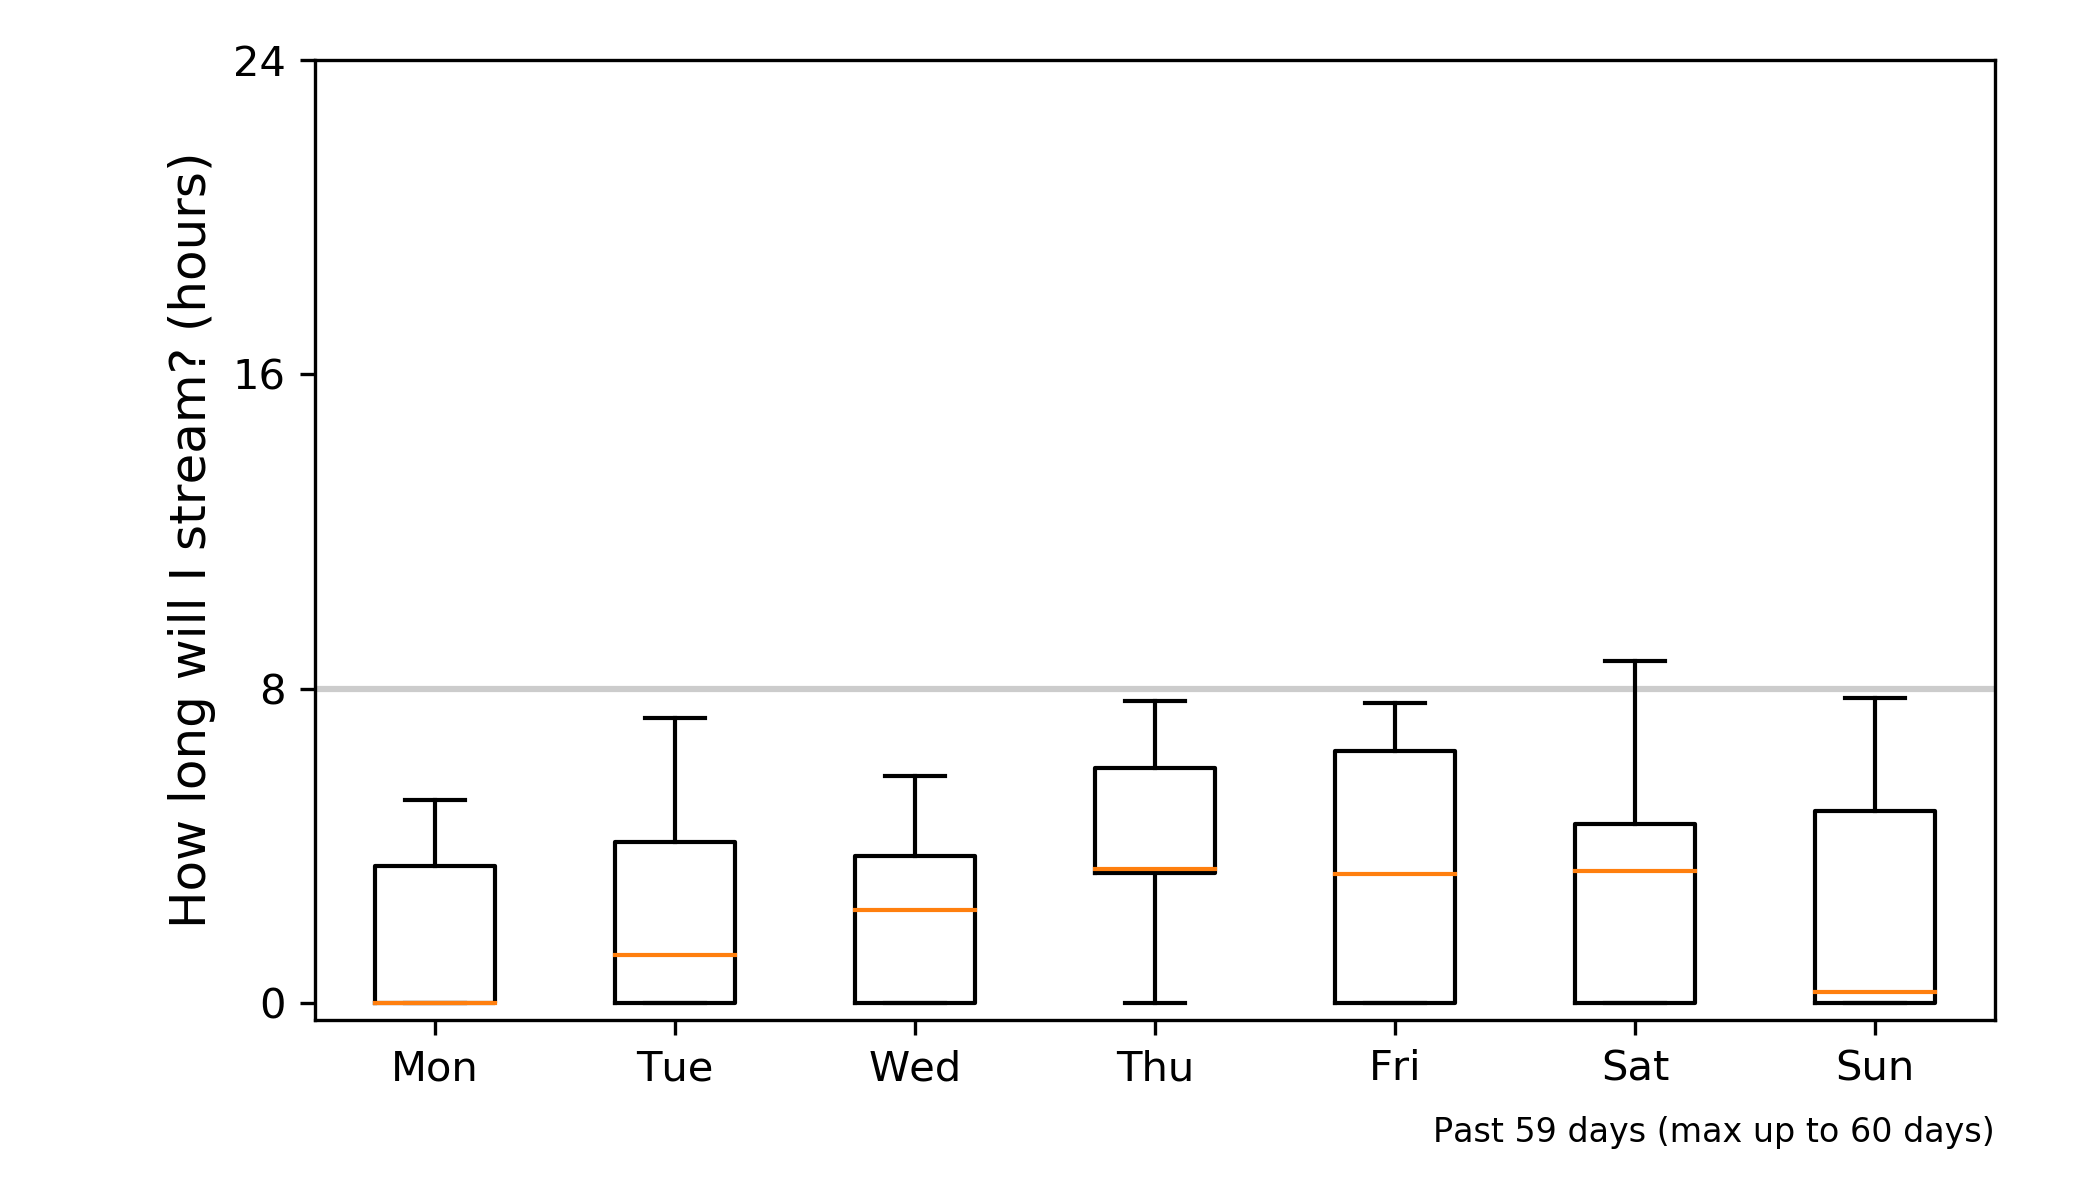 How long will I stream? (hours)
24
16
8
0
Mon Tue Wed Thu Fri Sat Sun
Past 59 days (max up to 60 days)